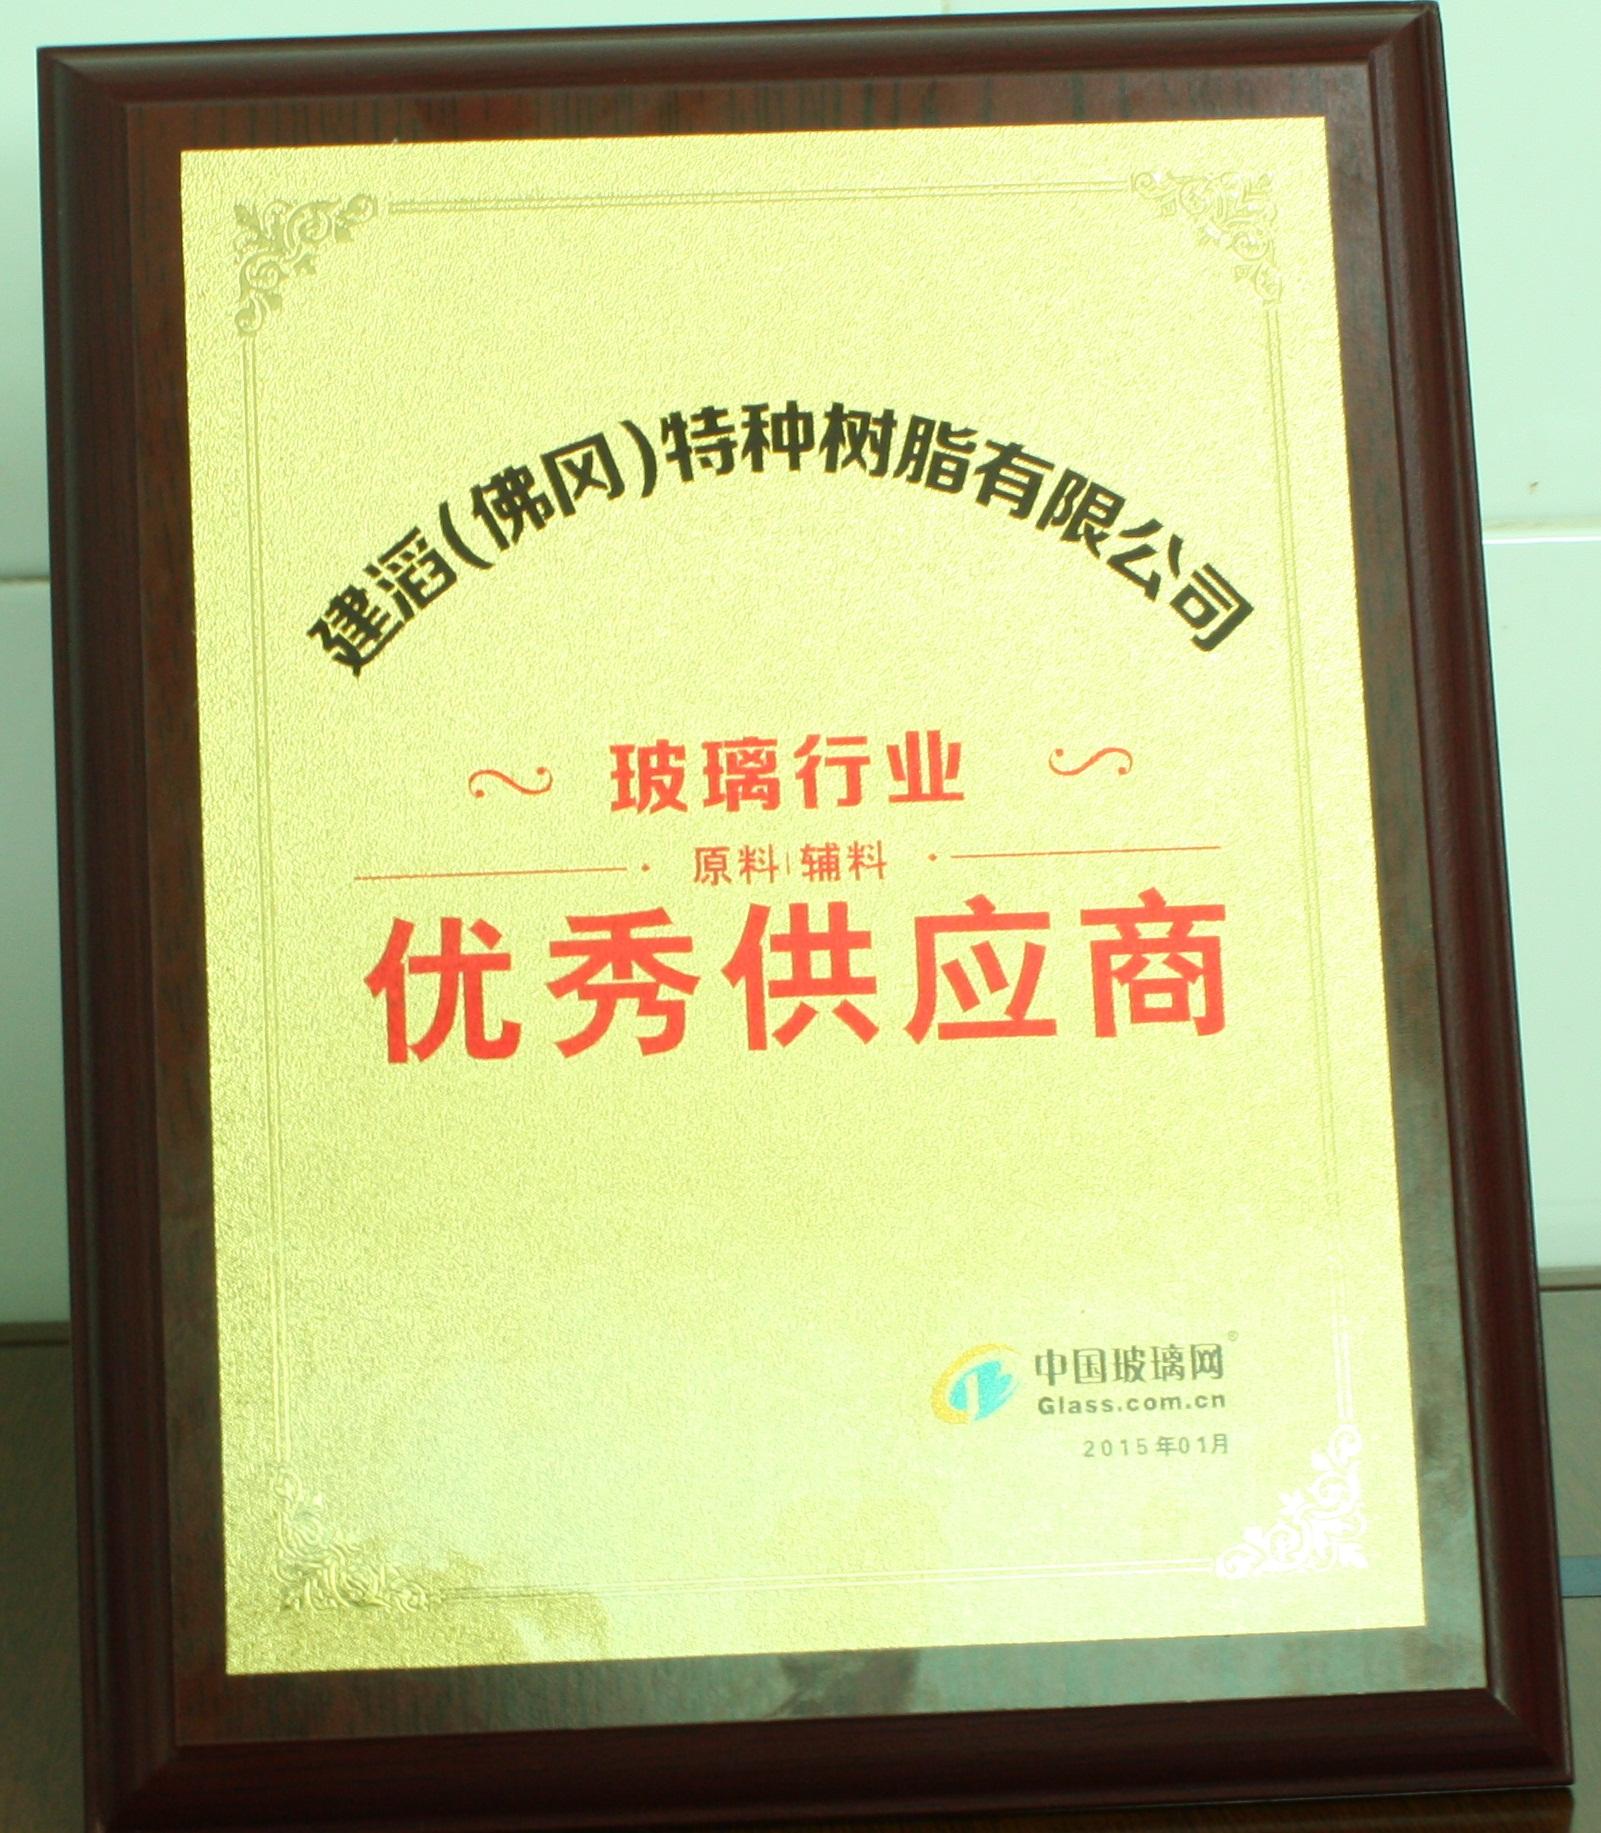 建滔(佛冈)特种树脂有限公司
玻璃行业
原料|辅料
优秀供应商
中国玻璃网®
Glass.com.cn
2015年01月